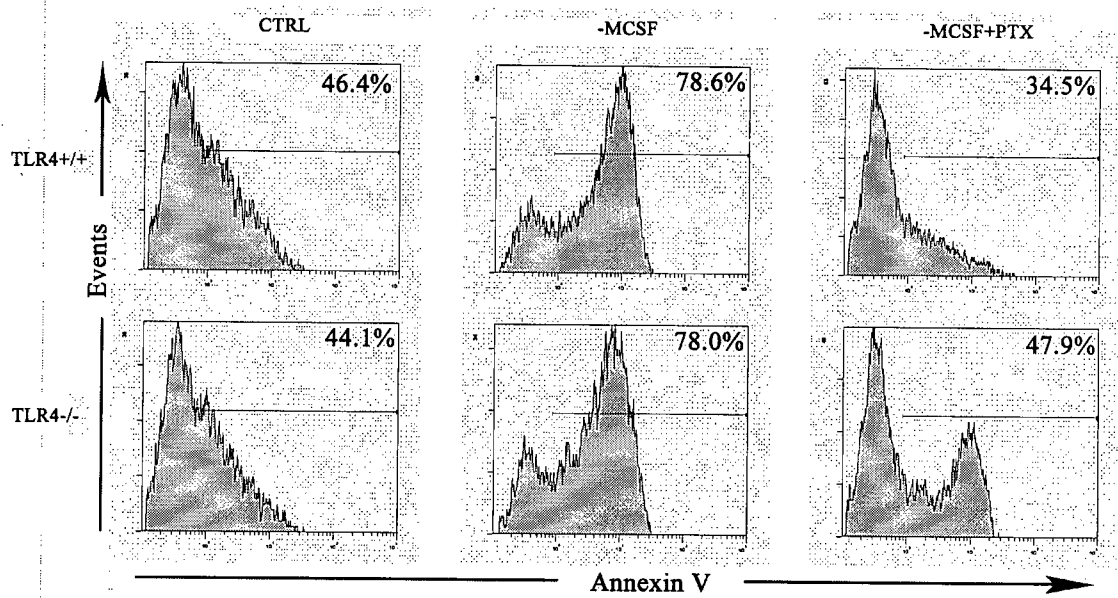 CTRL -MCSF -MCSF+PTX
46.4% 78.6% 34.5%
TLR4+/+
Events
44.1% 78.0% 47.9%
TLR4-/-
Annexin V